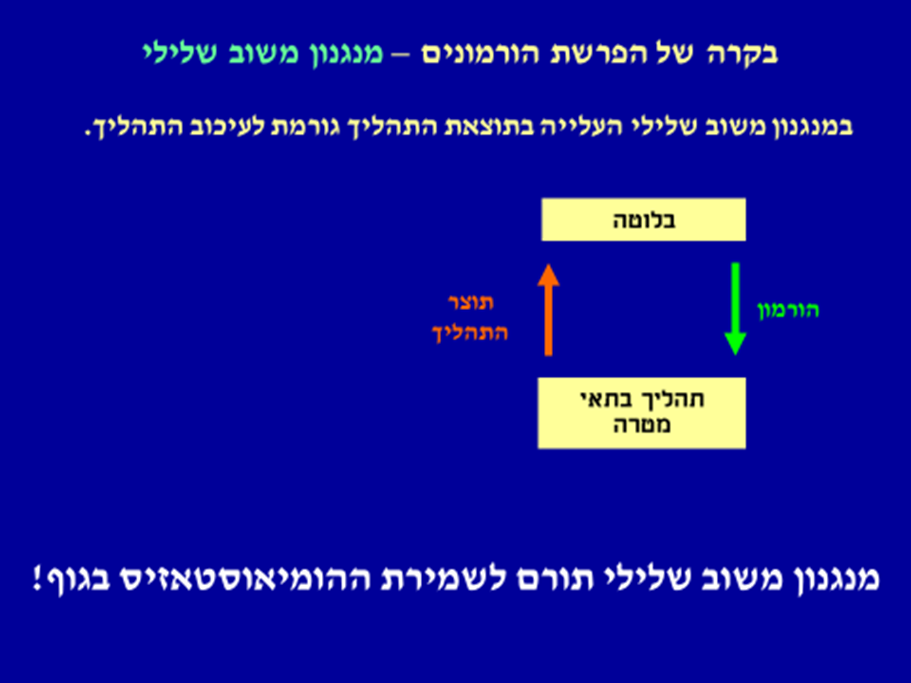 בקרה של הפרשת הורמונים – מנגנון משוב שלילי
במנגנון משוב שלילי העלייה בתוצאת התהליך גורמת לעיכוב התהליך.
בלוטה
הורמון
תוצר
התהליך
תהליך בתאי
מטרה
מנגנון משוב שלילי תורם לשמירת ההומיאוסטאזיס בגוף!